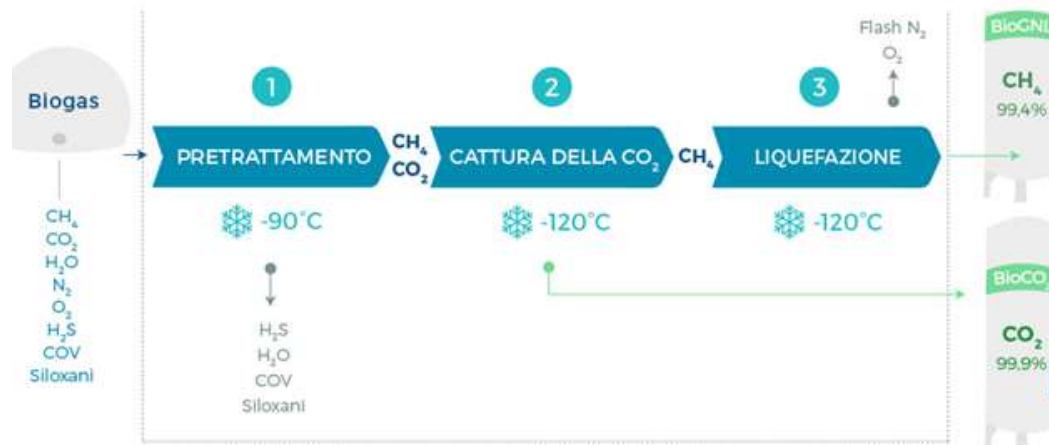 Biogas
CH₄
CO₂
H₂O
N₂
O₂
H₂S
COV
Siloxani
1
PRETRATTAMENTO
-90°C
H₂S
H₂O
COV
Siloxani
CH₄
CO₂
2
CATTURA DELLA CO₂
-120°C
CH₄
3
LIQUEFAZIONE
-120°C
Flash N₂
O₂
BioGNL
CH₄
99,4%
BioCO₂
CO₂
99,9%